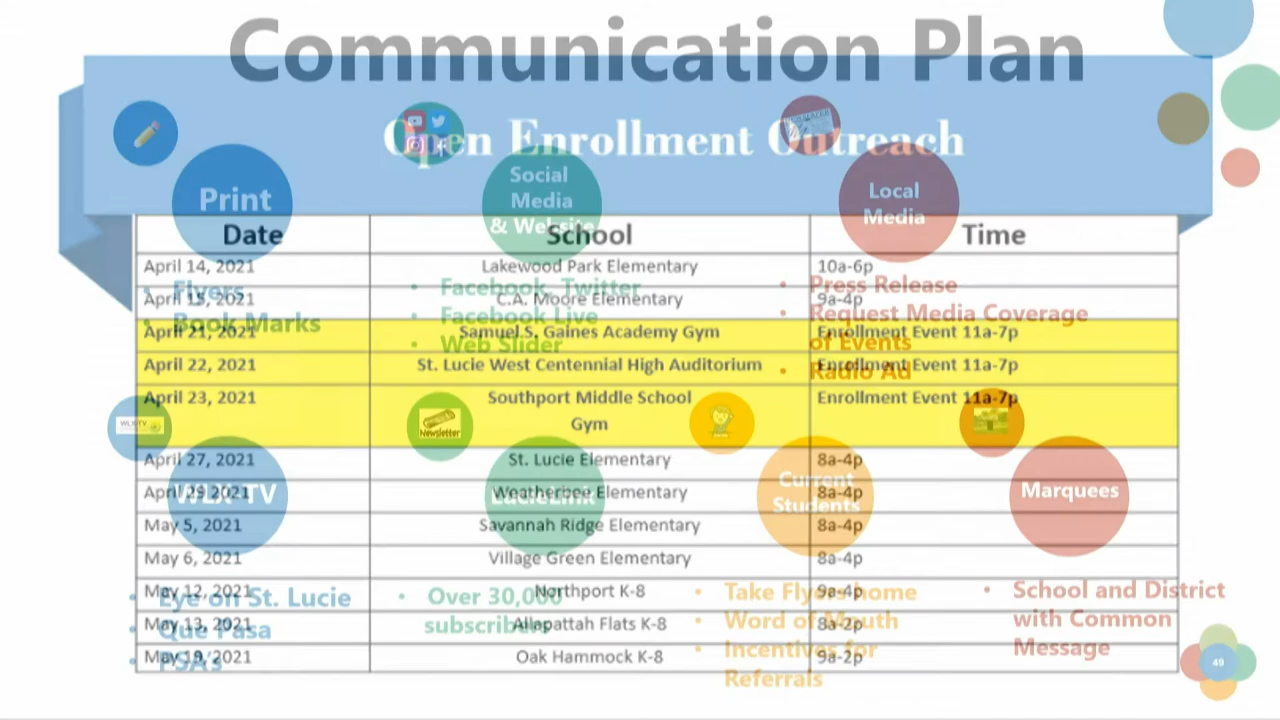 Communication Plan
Open Enrollment Outreach
Print
Social
Media
& Website
Local
Media
Date School Time
April 14, 2021 Lakewood Park Elementary 10a-6p
April 15, 2021 C.A. Moore Elementary 9a-4p
April 21, 2021 Samuel S. Gaines Academy Gym Enrollment Event 11a-7p
April 22, 2021 St. Lucie West Centennial High Auditorium Enrollment Event 11a-7p
April 23, 2021 Southport Middle School Enrollment Event 11a-7p
Gym
April 27, 2021 St. Lucie Elementary 8a-4p
April 29 2021 Weatherbee Elementary 8a-4p
May 5, 2021 Savannah Ridge Elementary 8a-4p
May 6, 2021 Village Green Elementary 8a-4p
May 12, 2021 Northport K-8 9a-4p
May 13, 2021 Allapattah Flats K-8 8a-2p
May 19, 2021 Oak Hammock K-8 9a-2p
• Flyers
• Book Marks
• Facebook, Twitter
• Facebook Live
• Web Slider
• Press Release
• Request Media Coverage
of Events
• Radio Ad
WLX-TV
Newsletter
WLX-TV
LucieLink
Current
Students
Marquees
• Eye on St. Lucie
• Que Pasa
• PSA's
• Over 30,000
subscribers
• Take Flyers home
• Word of Mouth
• Incentives for
Referrals
• School and District
with Common
Message
49